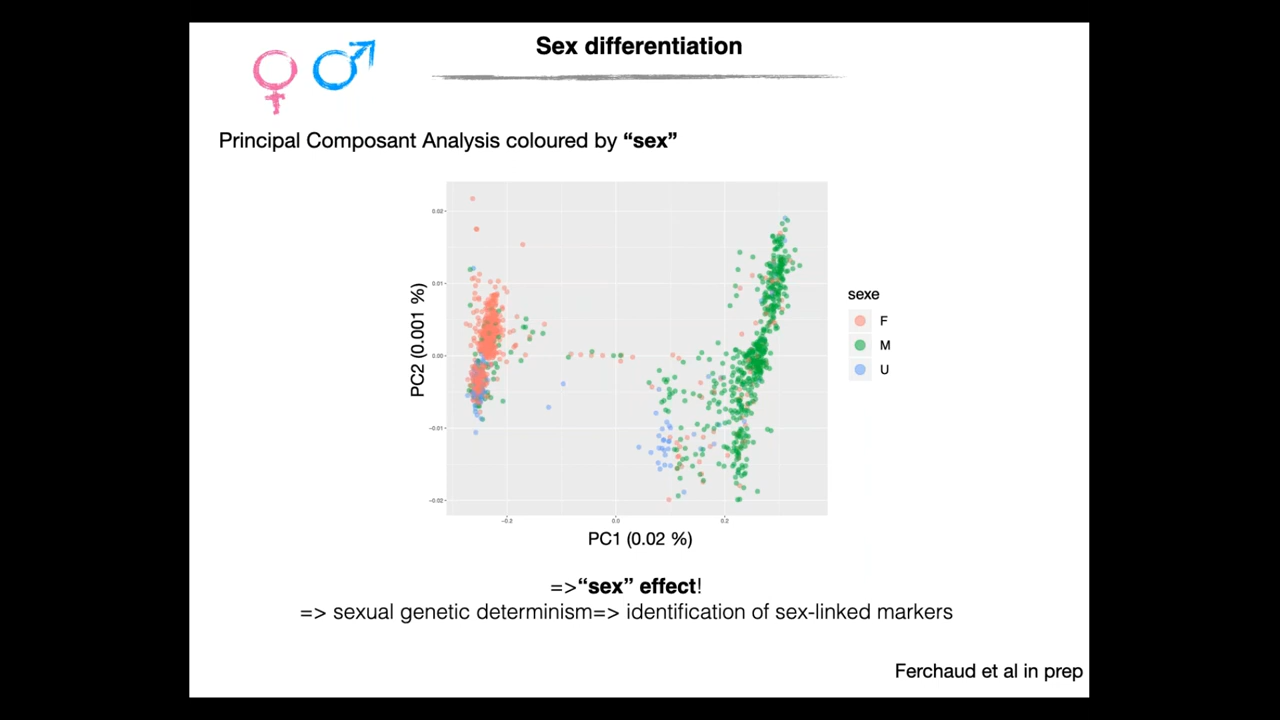 Sex differentiation
Principal Composant Analysis coloured by “sex”
PC2 (0.001 %)
0.02
0.01
0.00
−0.01
−0.02
−0.2
0.0
0.2
PC1 (0.02 %)
sexe
F
M
U
=>“sex” effect!
=> sexual genetic determinism=> identification of sex-linked markers
Ferchaud et al in prep